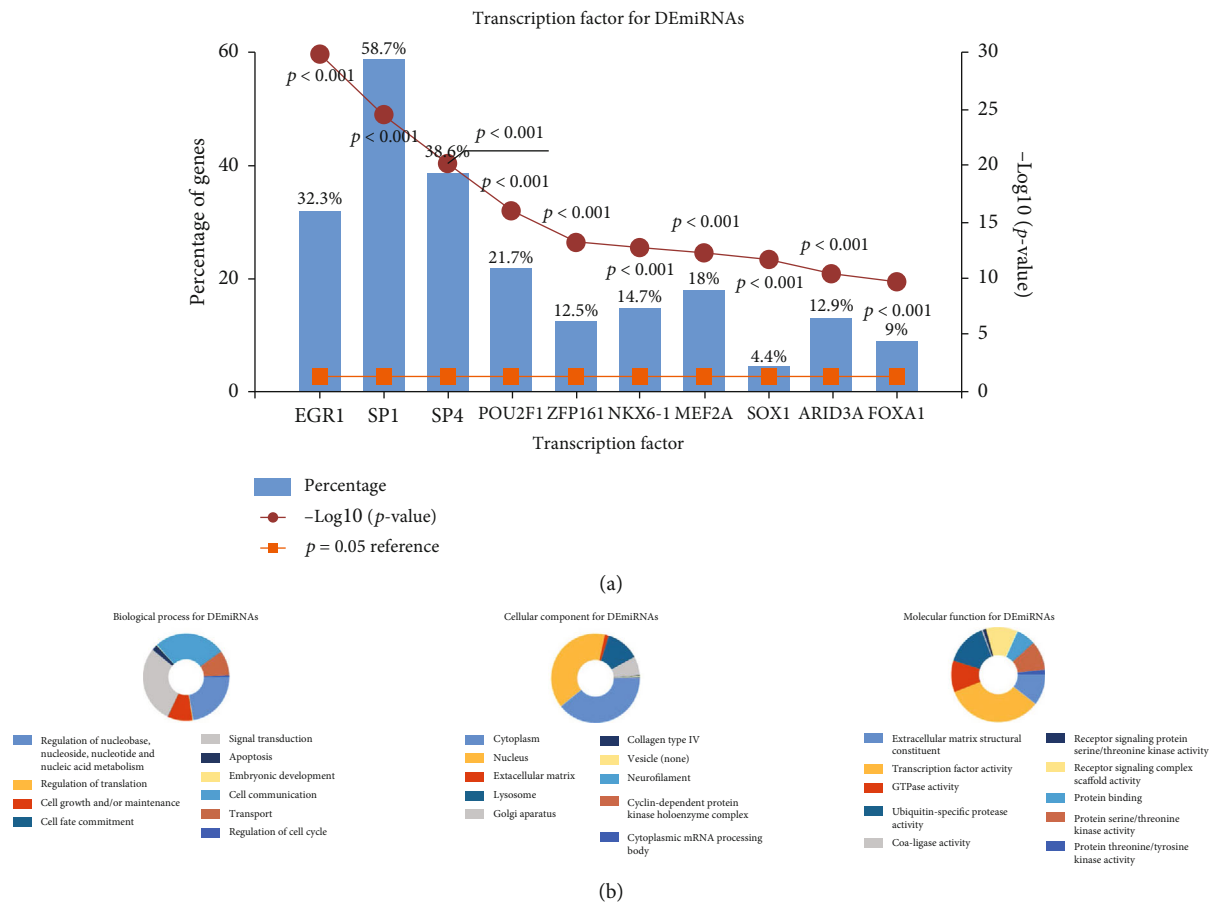 Transcription factor for DEmiRNAs
60
40
20
0
Percentage of genes
30
25
20
15
10
5
0
–Log10 (p-value)
58.7%
p < 0.001
p < 0.001
p < 0.001
38.6%
32.3%
p < 0.001
p < 0.001
p < 0.001
p < 0.001
21.7%
p < 0.001
p < 0.001
18%
14.7%
12.5%
12.9%
p < 0.001
9%
4.4%
EGR1
SP1
SP4
POU2F1
ZFP161
NKX6-1
MEF2A
SOX1
ARID3A
FOXA1
Transcription factor
Percentage
–Log10 (p-value)
p = 0.05 reference
(a)
Biological process for DEmiRNAs
Regulation of nucleobase,
nucleoside, nucleotide and
nucleic acid metabolism
Regulation of translation
Cell growth and/or maintenance
Cell fate commitment
Signal transduction
Apoptosis
Embryonic development
Cell communication
Transport
Regulation of cell cycle
Cellular component for DEmiRNAs
Cytoplasm
Nucleus
Extacellular matrix
Lysosome
Golgi aparatus
Collagen type IV
Vesicle (none)
Neurofilament
Cyclin-dependent protein
kinase holoenzyme complex
Cytoplasmic mRNA processing
body
Molecular function for DEmiRNAs
Extracellular matrix structural
constituent
Transcription factor activity
GTPase activity
Ubiquitin-specific protease
activity
Coa-ligase activity
Receptor signaling protein
serine/threonine kinase activity
Receptor signaling complex
scaffold activity
Protein binding
Protein serine/threonine
kinase activity
Protein threonine/tyrosine
kinase activity
(b)